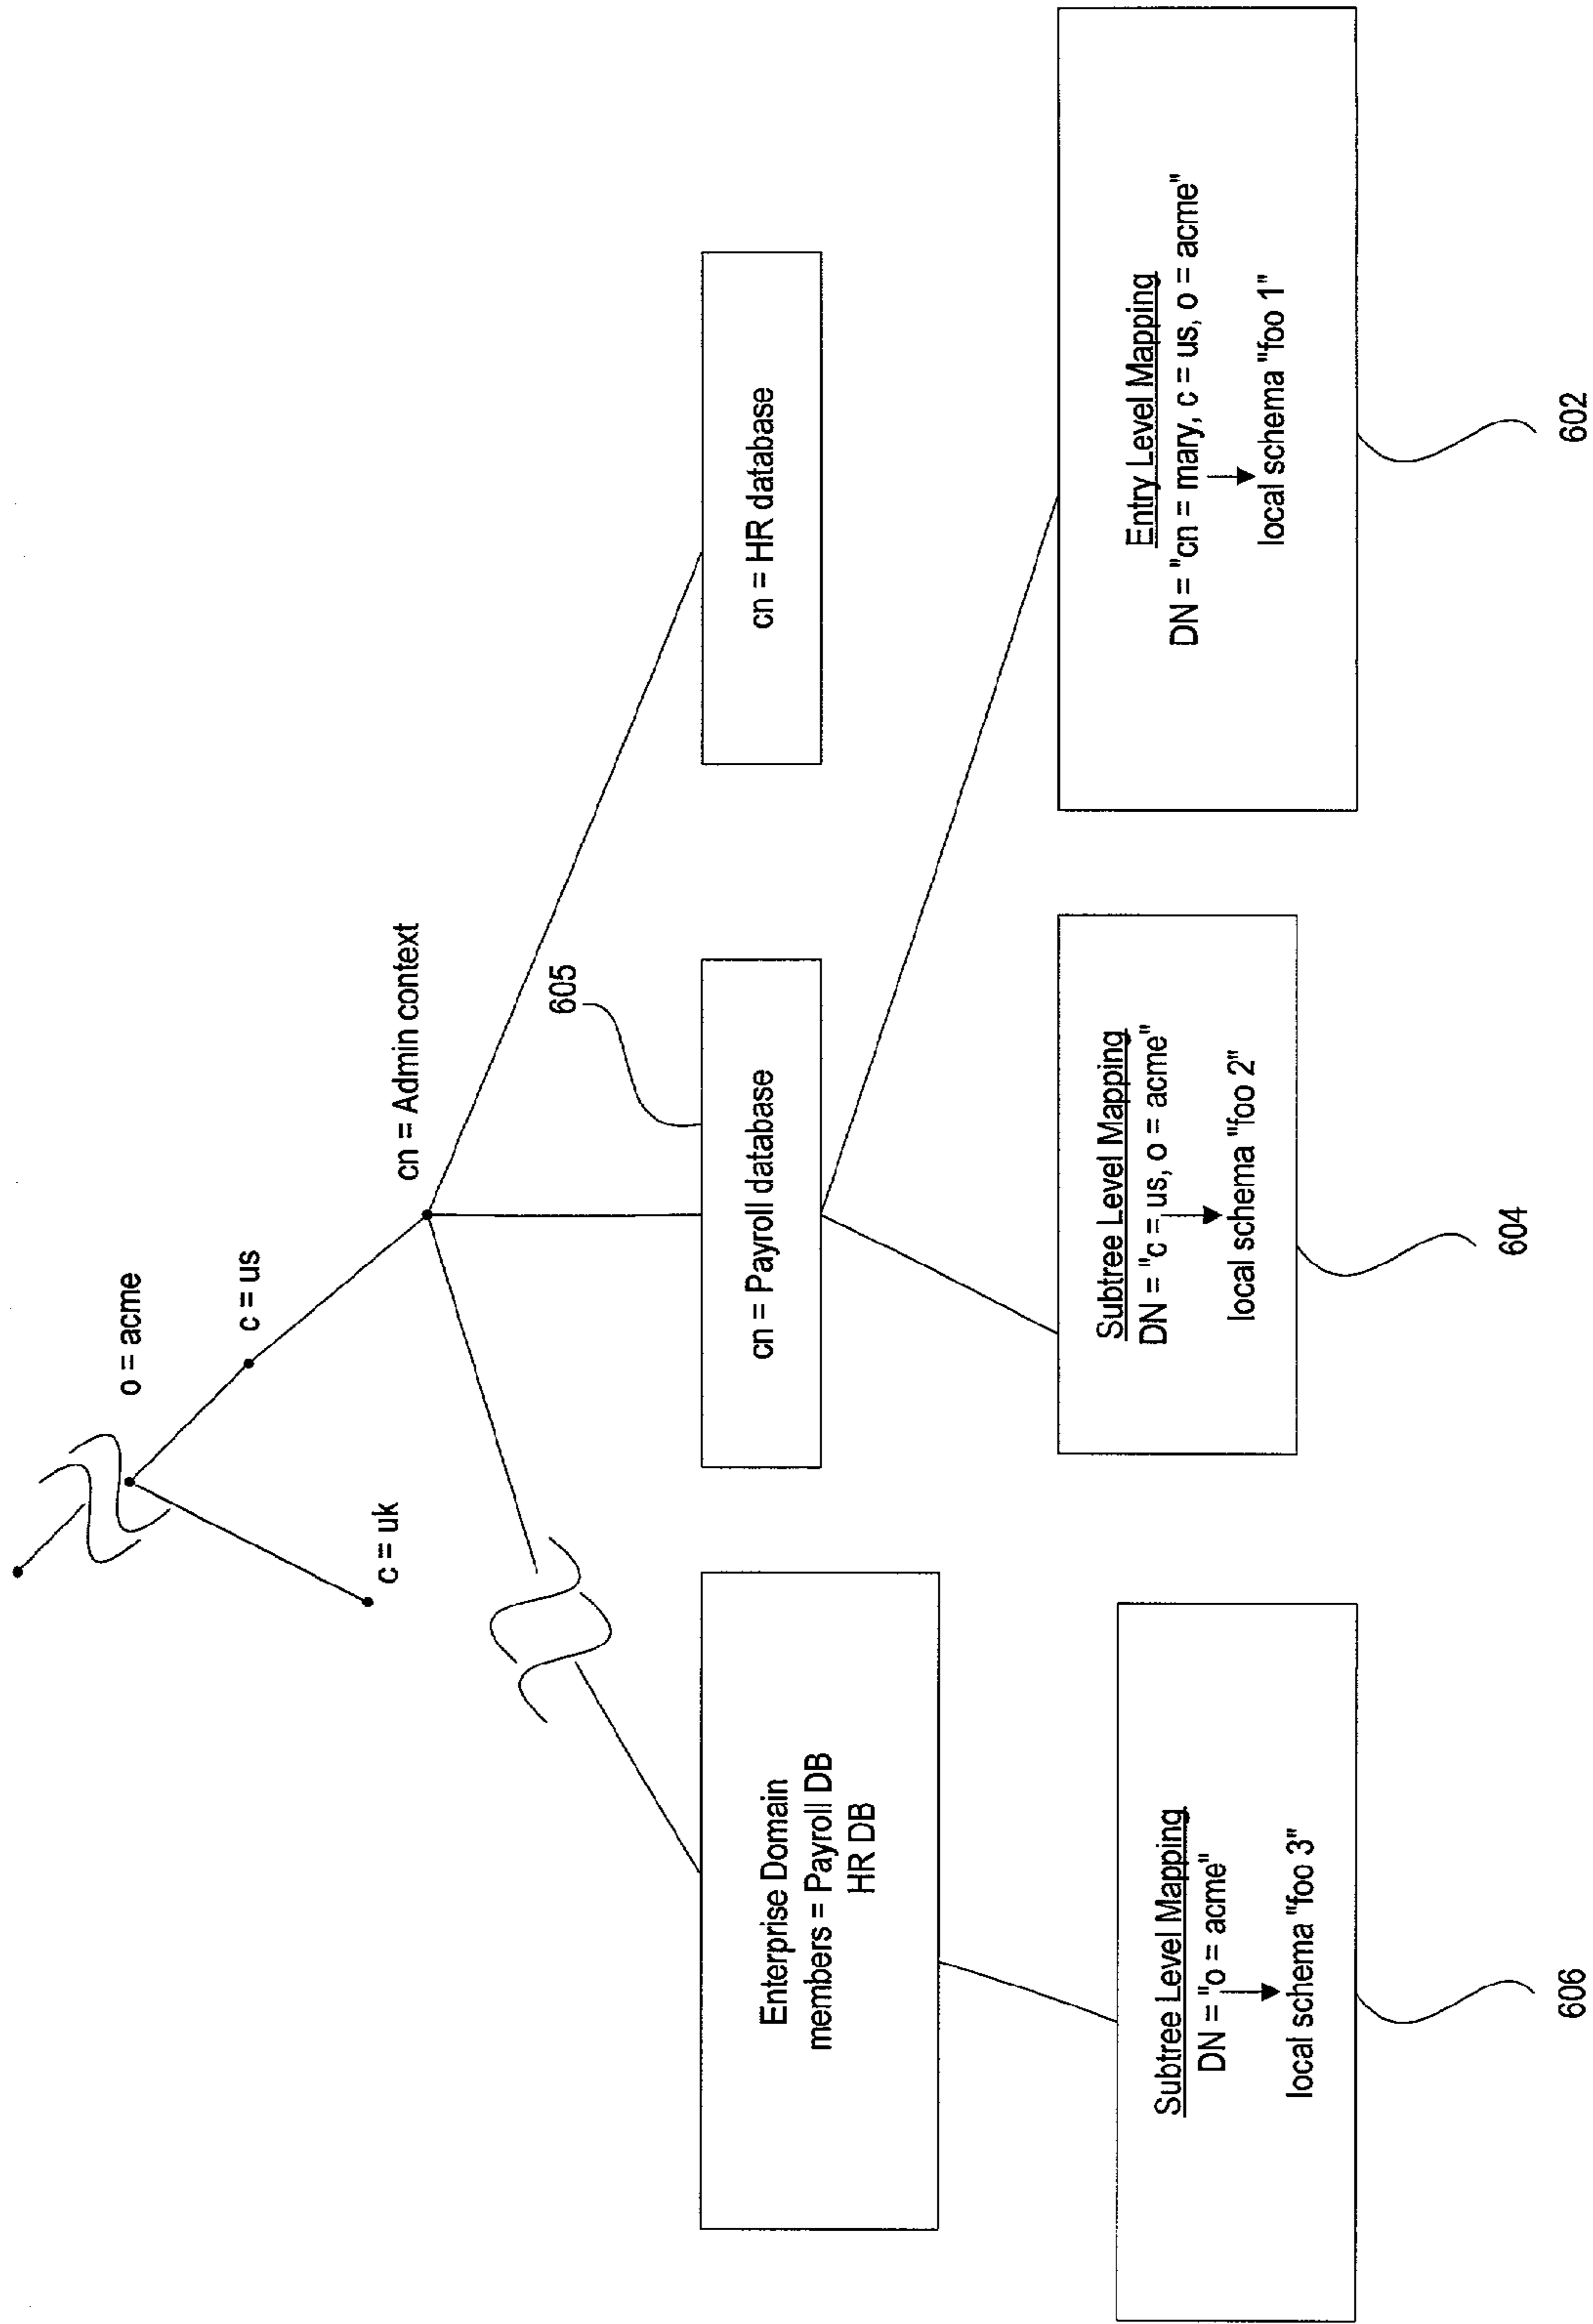 o = acme
c = us
c = uk
cn = Admin context
605
Enterprise Domain
members = Payroll DB
HR DB
cn = Payroll database
cn = HR database
Subtree Level Mapping
DN = "o = acme"
local schema "foo 3"
606
Subtree Level Mapping
DN = "c = us, o = acme"
local schema "foo 2"
604
Entry Level Mapping
DN = "cn = mary, c = us, o = acme"
local schema "foo 1"
602